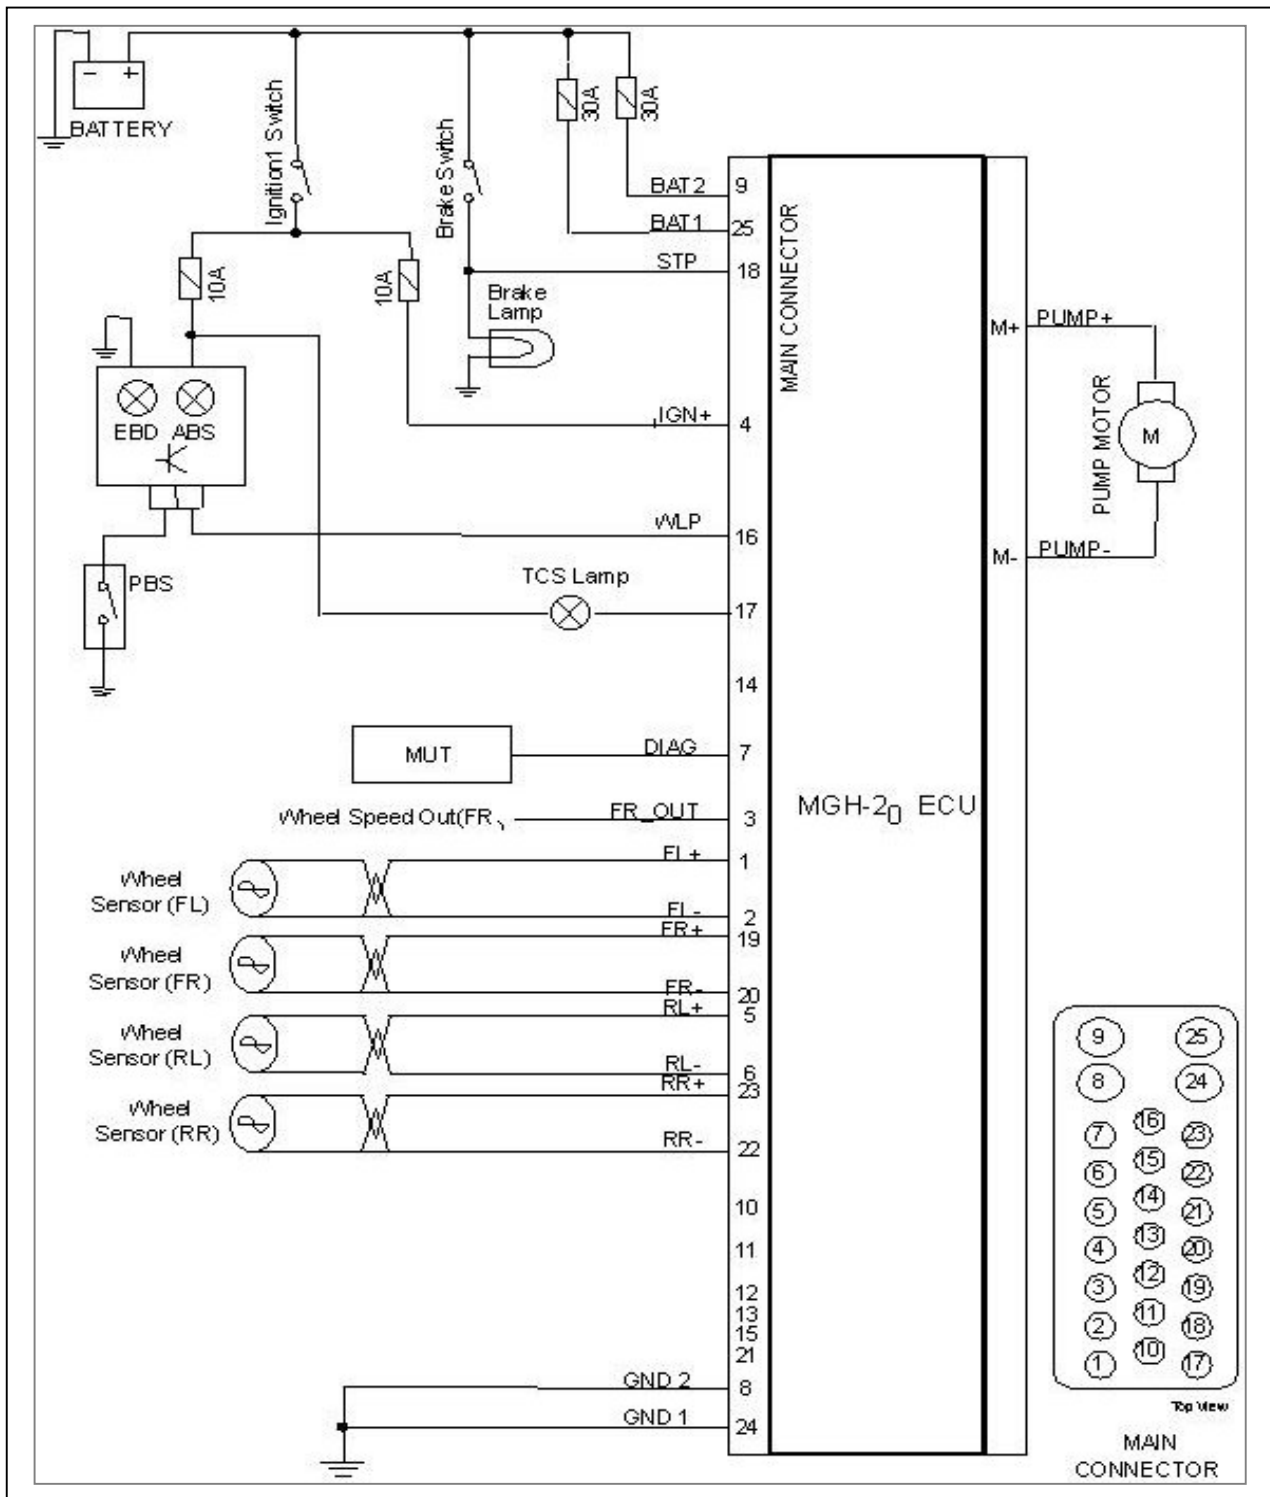 − +
BATTERY
Ignition1 Switch
Brake Switch
30A
30A
10A
10A
BAT2 9
BAT1 25
STP 18
Brake
Lamp
MAIN CONNECTOR
EBD ABS
IGN+ 4
WLP 16
PBS
TCS Lamp
17
14
MUT
DIAG 7
Wheel Speed Out(FR
FR_OUT 3
MGH-20 ECU
M+ PUMP+
PUMP MOTOR
M
M- PUMP-
Wheel
Sensor (FL)
FL+ 1
FL- 2
Wheel
Sensor (FR)
FR+ 19
FR- 20
Wheel
Sensor (RL)
RL+ 5
RL- 6
Wheel
Sensor (RR)
RR+ 23
RR- 22
10
11
12
13
15
21
GND 2 8
GND 1 24
9 25
8 24
16
7 23
15
6 22
14
5 21
13
4 20
12
3 19
11
2 18
10
1 17
Top View
MAIN
CONNECTOR